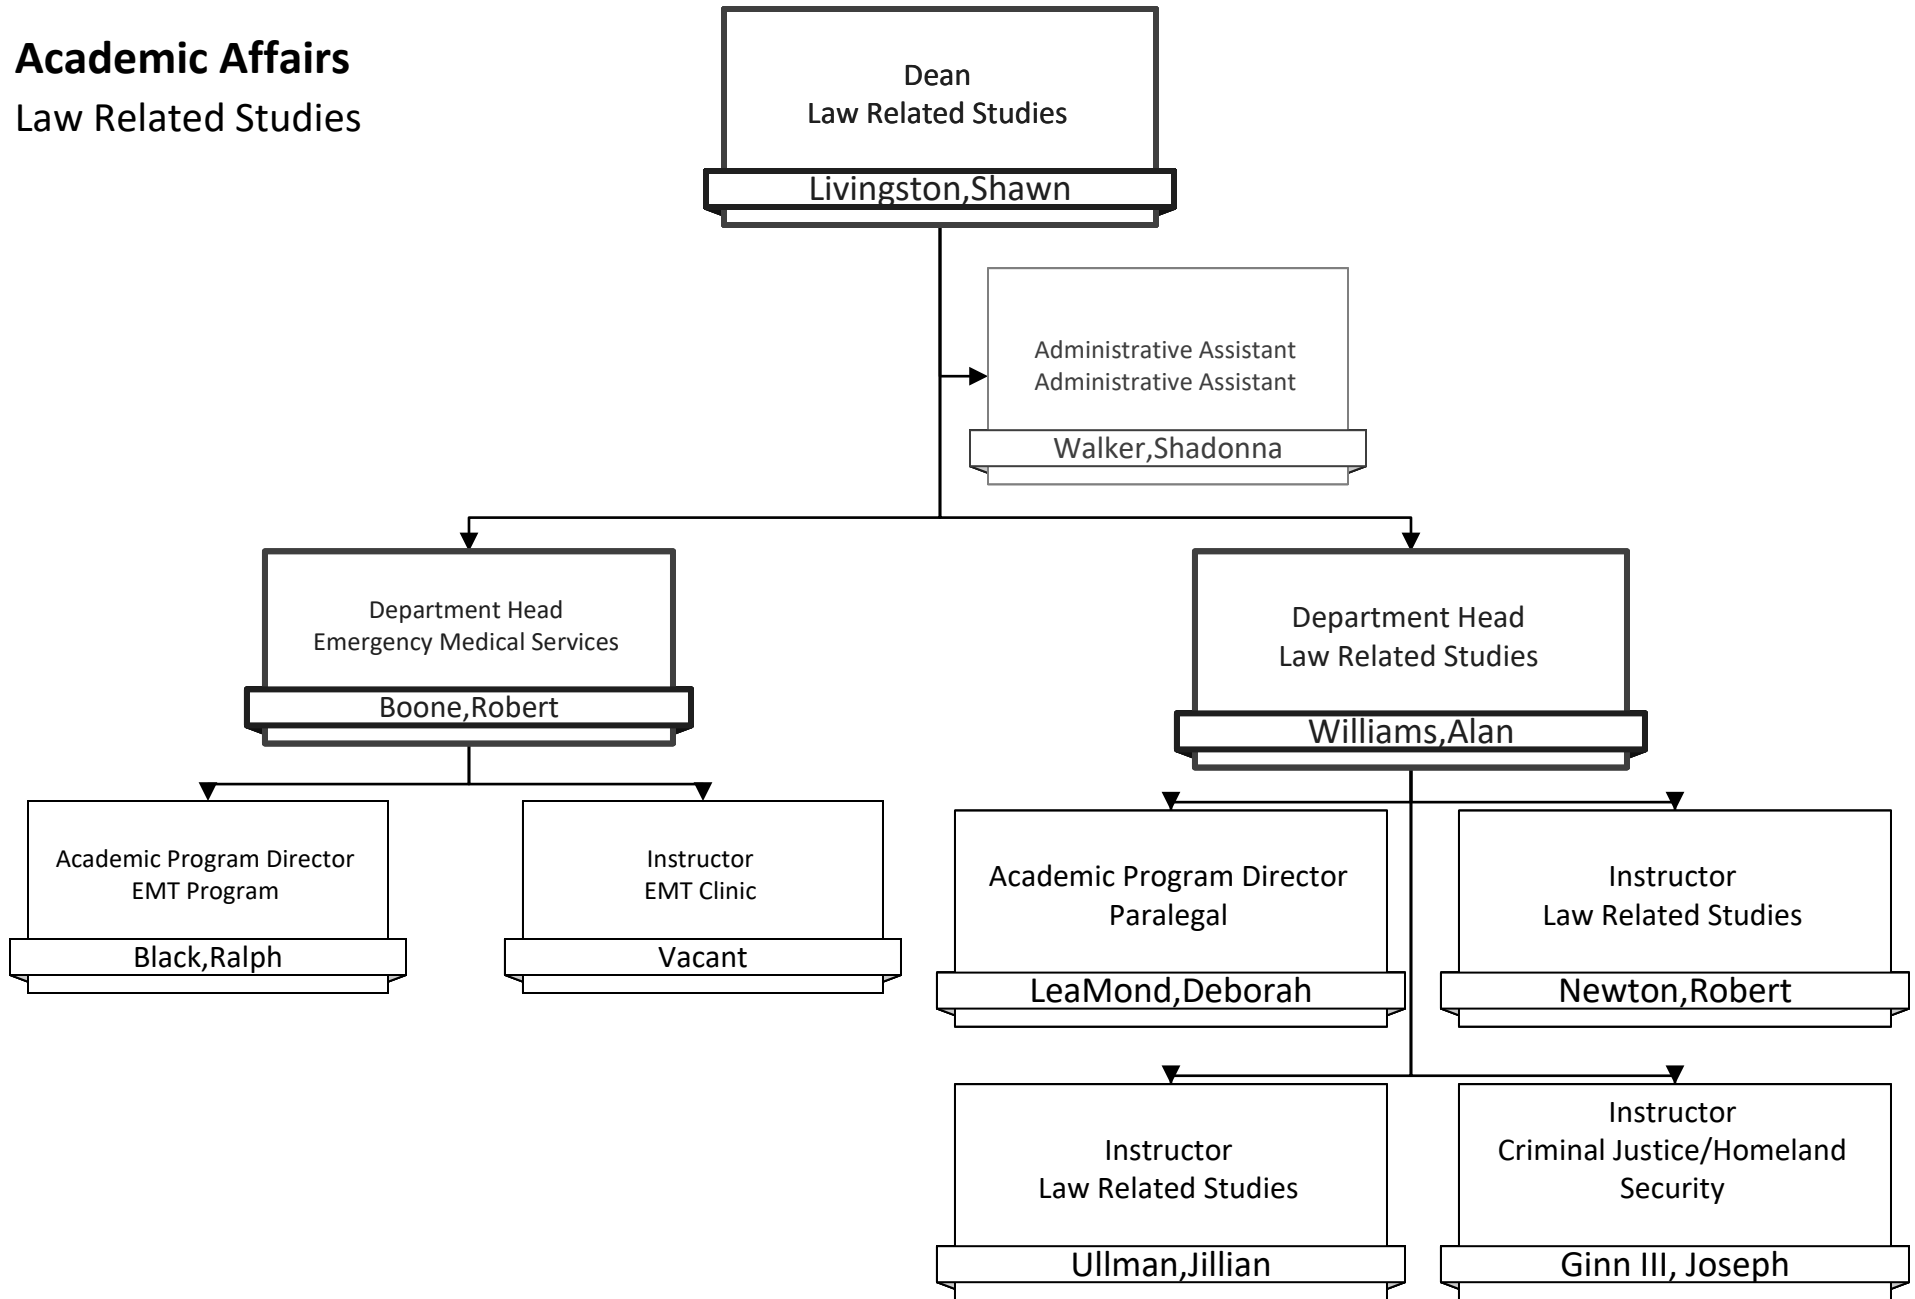 Academic Affairs
Law Related Studies
Dean
Law Related Studies
Livingston,Shawn
Administrative Assistant
Administrative Assistant
Walker,Shadonna
Department Head
Emergency Medical Services
Boone,Robert
Department Head
Law Related Studies
Williams,Alan
Academic Program Director
EMT Program
Black,Ralph
Instructor
EMT Clinic
Vacant
Academic Program Director
Paralegal
LeaMond,Deborah
Instructor
Law Related Studies
Newton,Robert
Instructor
Law Related Studies
Ullman,Jillian
Instructor
Criminal Justice/Homeland
Security
Ginn III, Joseph